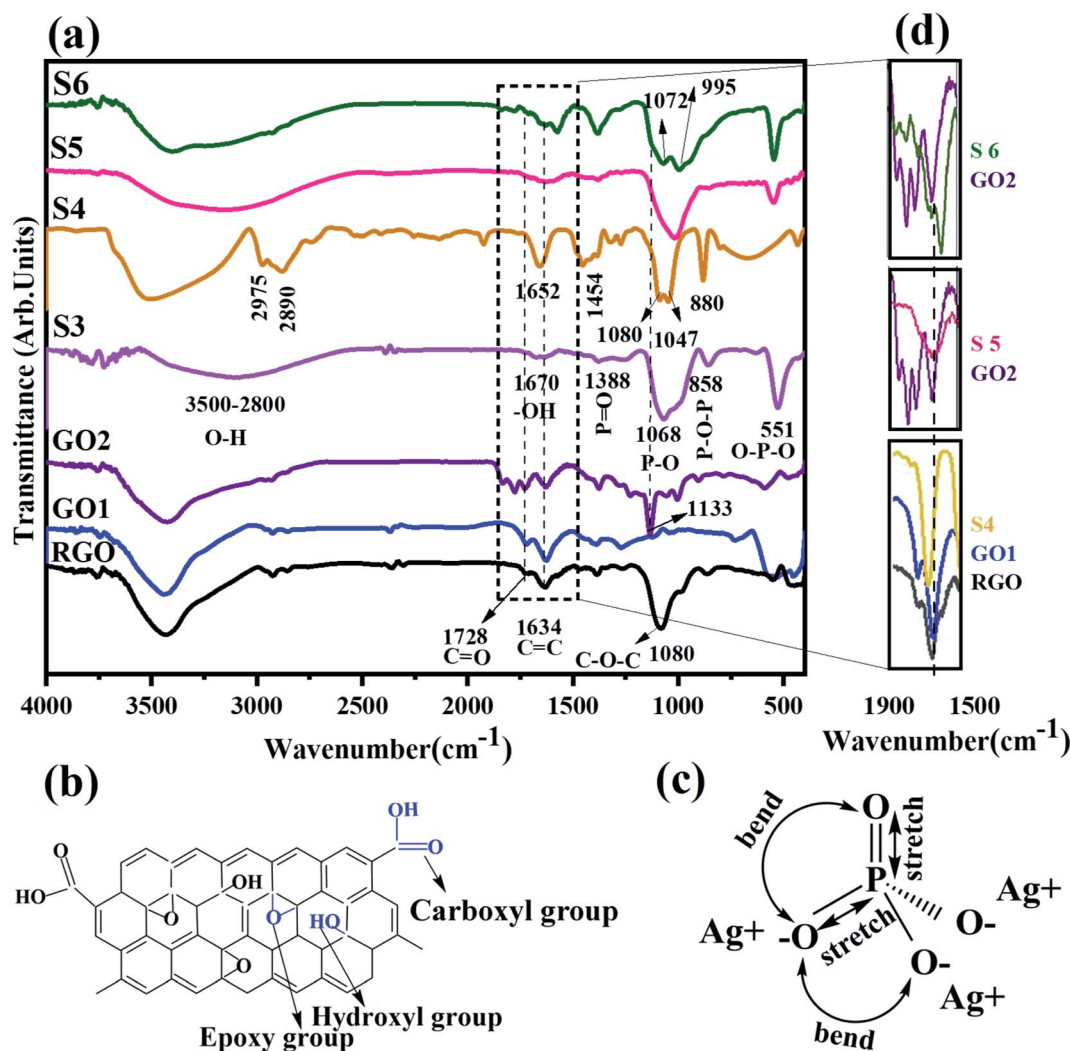 (a)
(d)
S6
S5
S4
S3
GO2
GO1
RGO
1072
995
2975
2890
1652
1454
1080
1047
880
3500-2800
O-H
1670
-OH
1388
P=O
1068
P-O
858
P-O-P
551
O-P-O
1133
1728
C=O
1634
C=C
C-O-C
1080
Transmittance (Arb.Units)
4000 3500 3000 2500 2000 1500 1000 500
Wavenumber(cm-1)
S 6
GO2
S 5
GO2
S4
GO1
RGO
1900 1500
Wavenumber(cm-1)
(b)
OH
O
O
HO
OH
O
O
HO
O
Carboxyl group
Hydroxyl group
Epoxy group
(c)
bend
O
stretch
P
Ag+
O-
Ag+ -O
stretch
O-
Ag+
bend